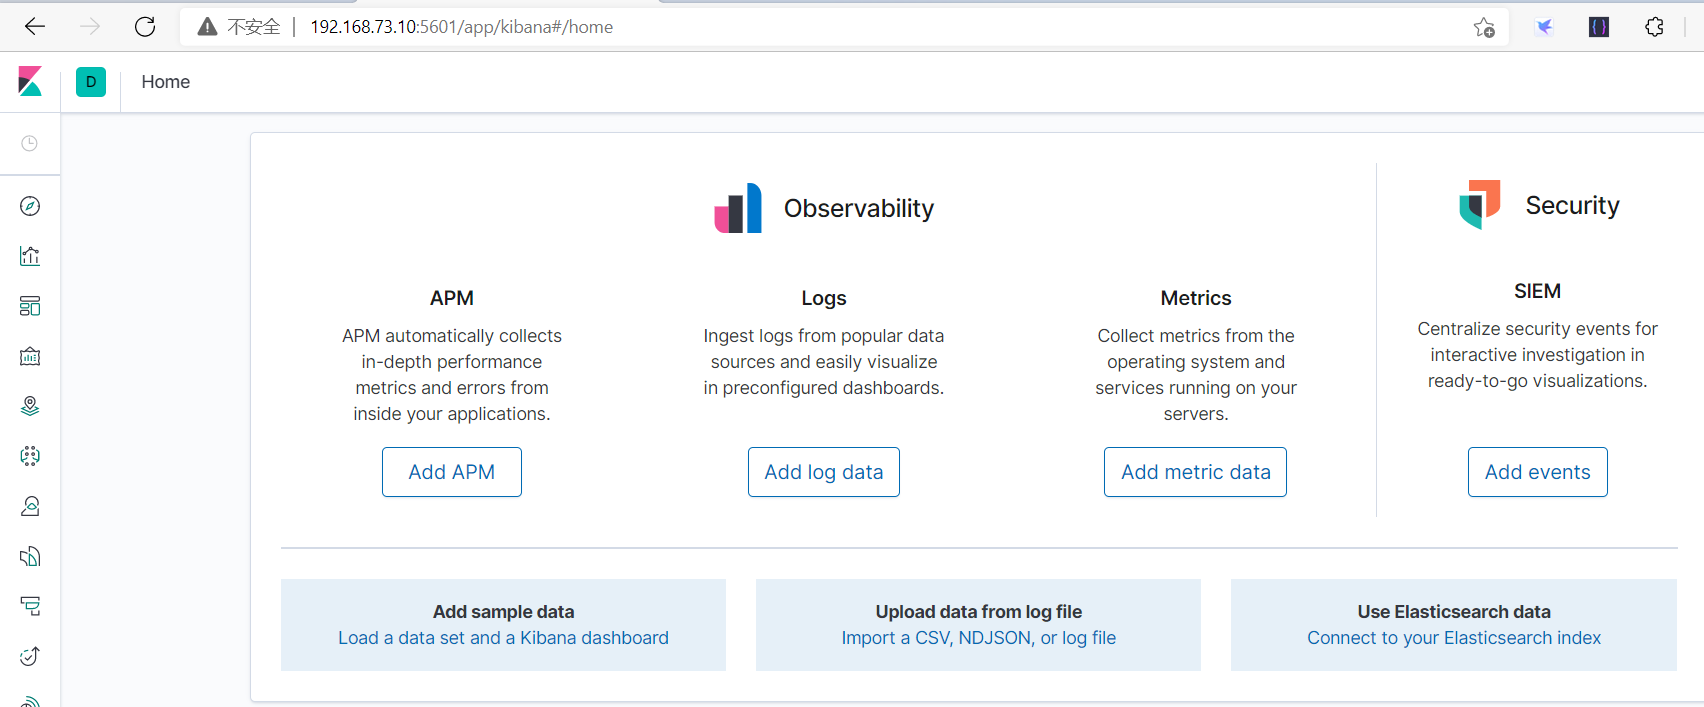 不安全 192.168.73.10:5601/app/kibana#/home
D Home
Observability
APM
APM automatically collects
in-depth performance
metrics and errors from
inside your applications.
Add APM
Logs
Ingest logs from popular data
sources and easily visualize
in preconfigured dashboards.
Add log data
Metrics
Collect metrics from the
operating system and
services running on your
servers.
Add metric data
Security
SIEM
Centralize security events for
interactive investigation in
ready-to-go visualizations.
Add events
Add sample data
Load a data set and a Kibana dashboard
Upload data from log file
Import a CSV, NDJSON, or log file
Use Elasticsearch data
Connect to your Elasticsearch index